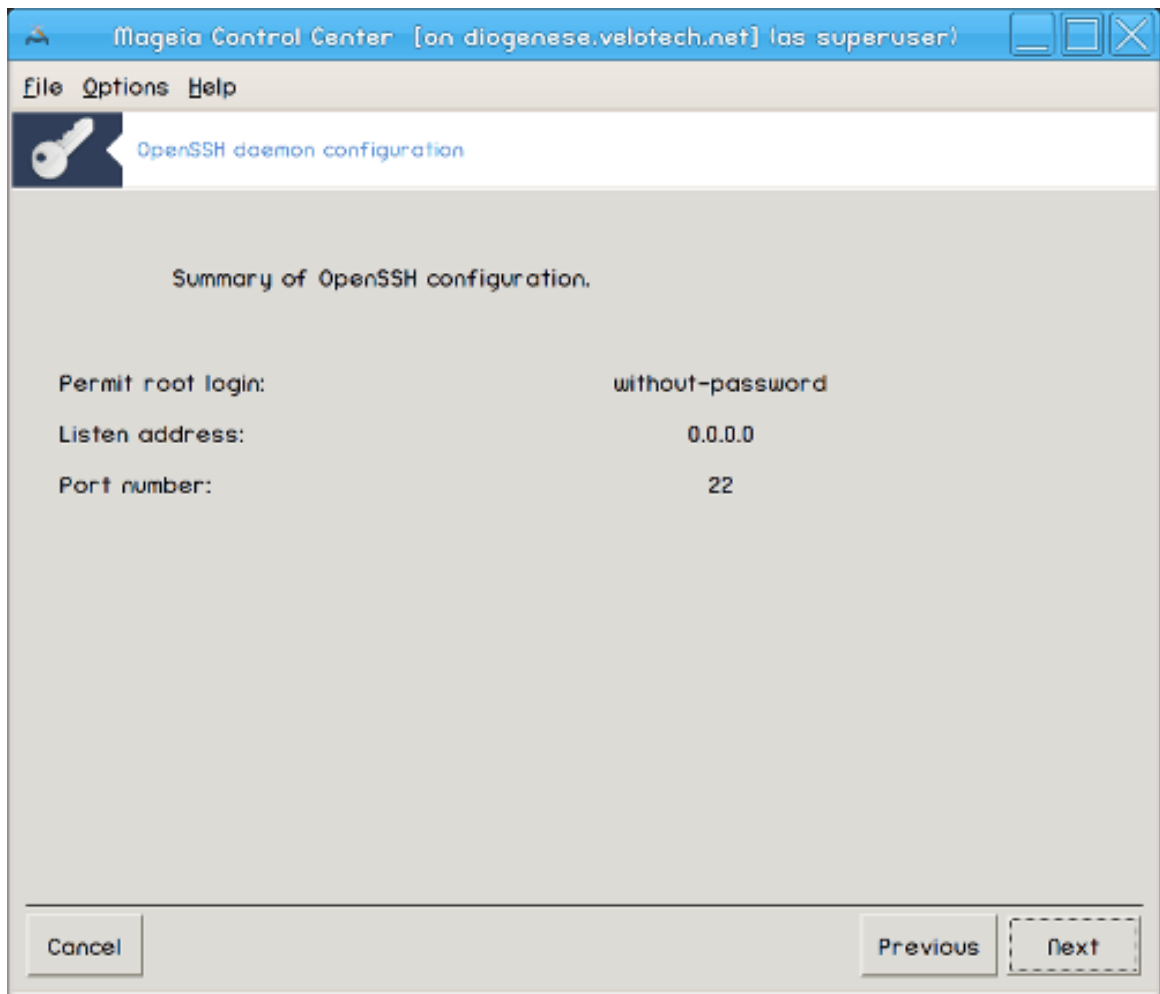 Mageia Control Center [on diogenese.velotech.net] (as superuser)
File Options Help
OpenSSH daemon configuration
Summary of OpenSSH configuration.
Permit root login: without-password
Listen address: 0.0.0.0
Port number: 22
Cancel Previous Next